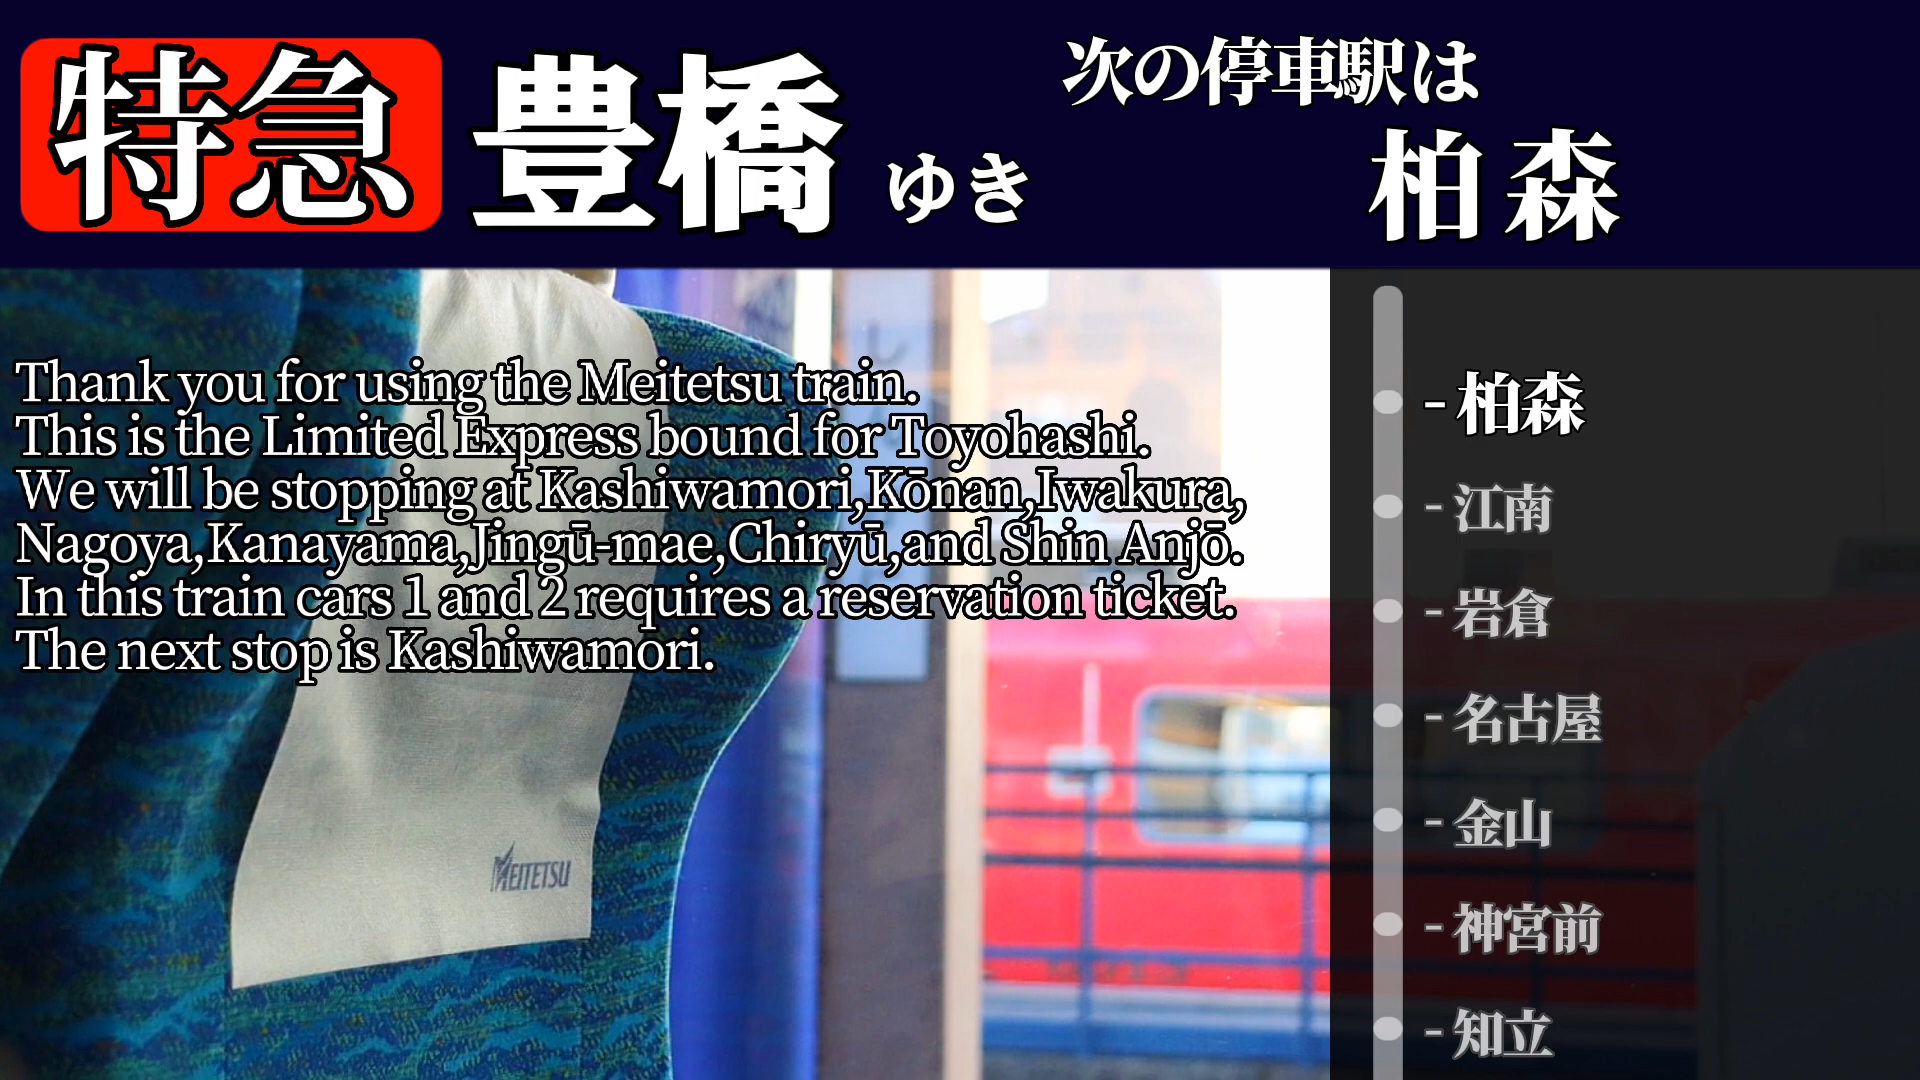 特急 豊橋 ゆき
次の停車駅は
柏森
Thank you for using the Meitetsu train.
This is the Limited Express bound for Toyohashi.
We will be stopping at Kashiwamori,Kōnan,Iwakura,
Nagoya,Kanayama,Jingū-mae,Chiryū,and Shin Anjō.
In this train cars 1 and 2 requires a reservation ticket.
The next stop is Kashiwamori.
MEITETSU
- 柏森
- 江南
- 岩倉
- 名古屋
- 金山
- 神宮前
- 知立